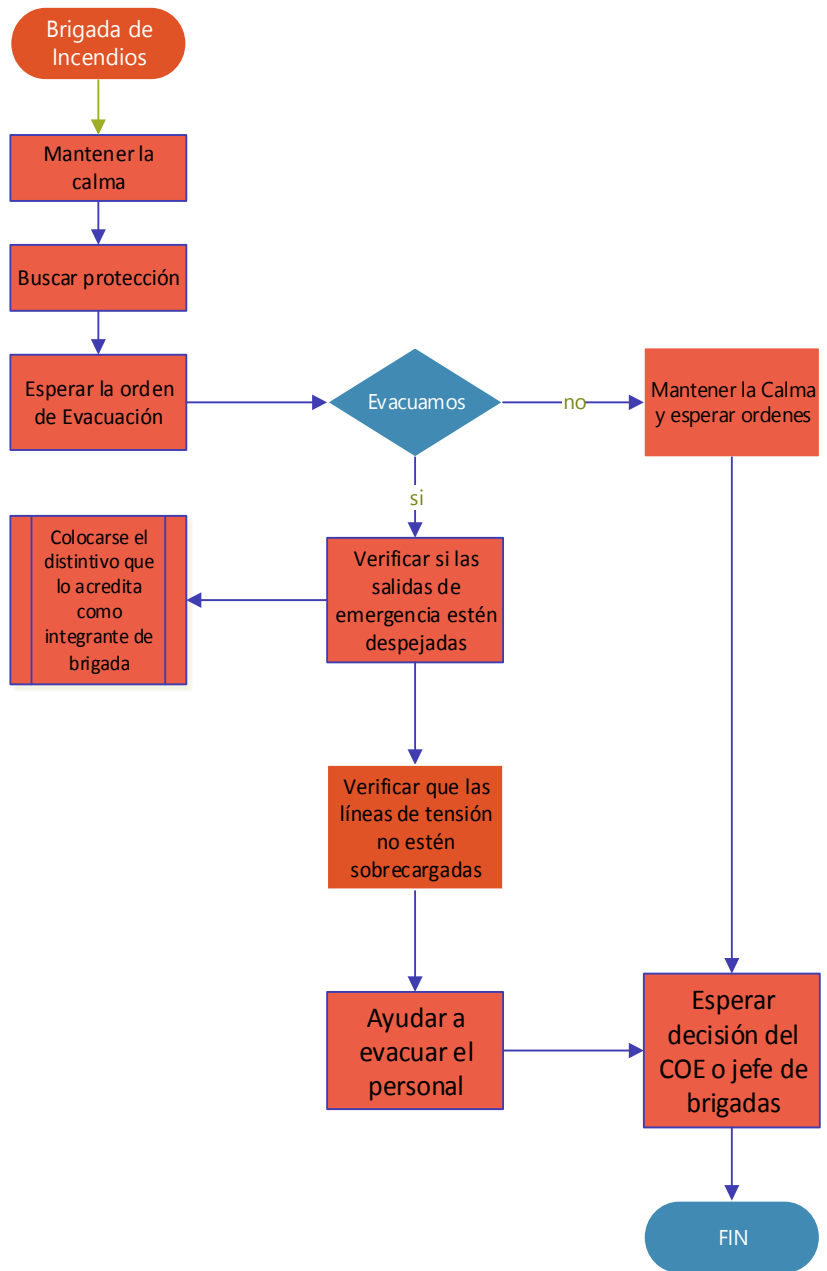 Brigada de
Incendios
Mantener la
calma
Buscar protección
Esperar la orden
de Evacuación
Evacuamos
no
Mantener la Calma
y esperar ordenes
si
Colocarse el
distintivo que
lo acredita
como
integrante de
brigada
Verificar si las
salidas de
emergencia estén
despejadas
Verificar que las
líneas de tensión
no estén
sobrecargadas
Ayudar a
evacuar el
personal
Esperar
decisión del
COE o jefe de
brigadas
FIN